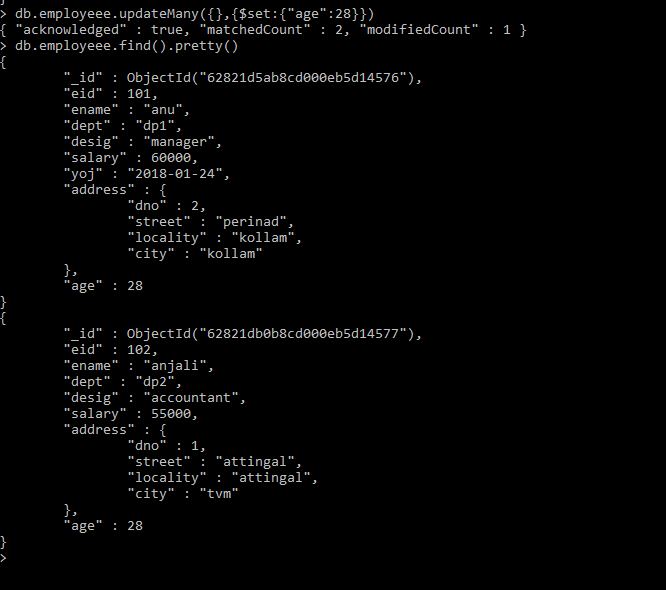 > db.employeee.updateMany({},{$set:{"age":28}})
{ "acknowledged" : true, "matchedCount" : 2, "modifiedCount" : 1 }
> db.employeee.find().pretty()
{
        "_id" : ObjectId("62821d5ab8cd000eb5d14576"),
        "eid" : 101,
        "ename" : "anu",
        "dept" : "dp1",
        "desig" : "manager",
        "salary" : 60000,
        "yoj" : "2018-01-24",
        "address" : {
                "dno" : 2,
                "street" : "perinad",
                "locality" : "kollam",
                "city" : "kollam"
        },
        "age" : 28
}
{
        "_id" : ObjectId("62821db0b8cd000eb5d14577"),
        "eid" : 102,
        "ename" : "anjali",
        "dept" : "dp2",
        "desig" : "accountant",
        "salary" : 55000,
        "address" : {
                "dno" : 1,
                "street" : "attingal",
                "locality" : "attingal",
                "city" : "tvm"
        },
        "age" : 28
}
>